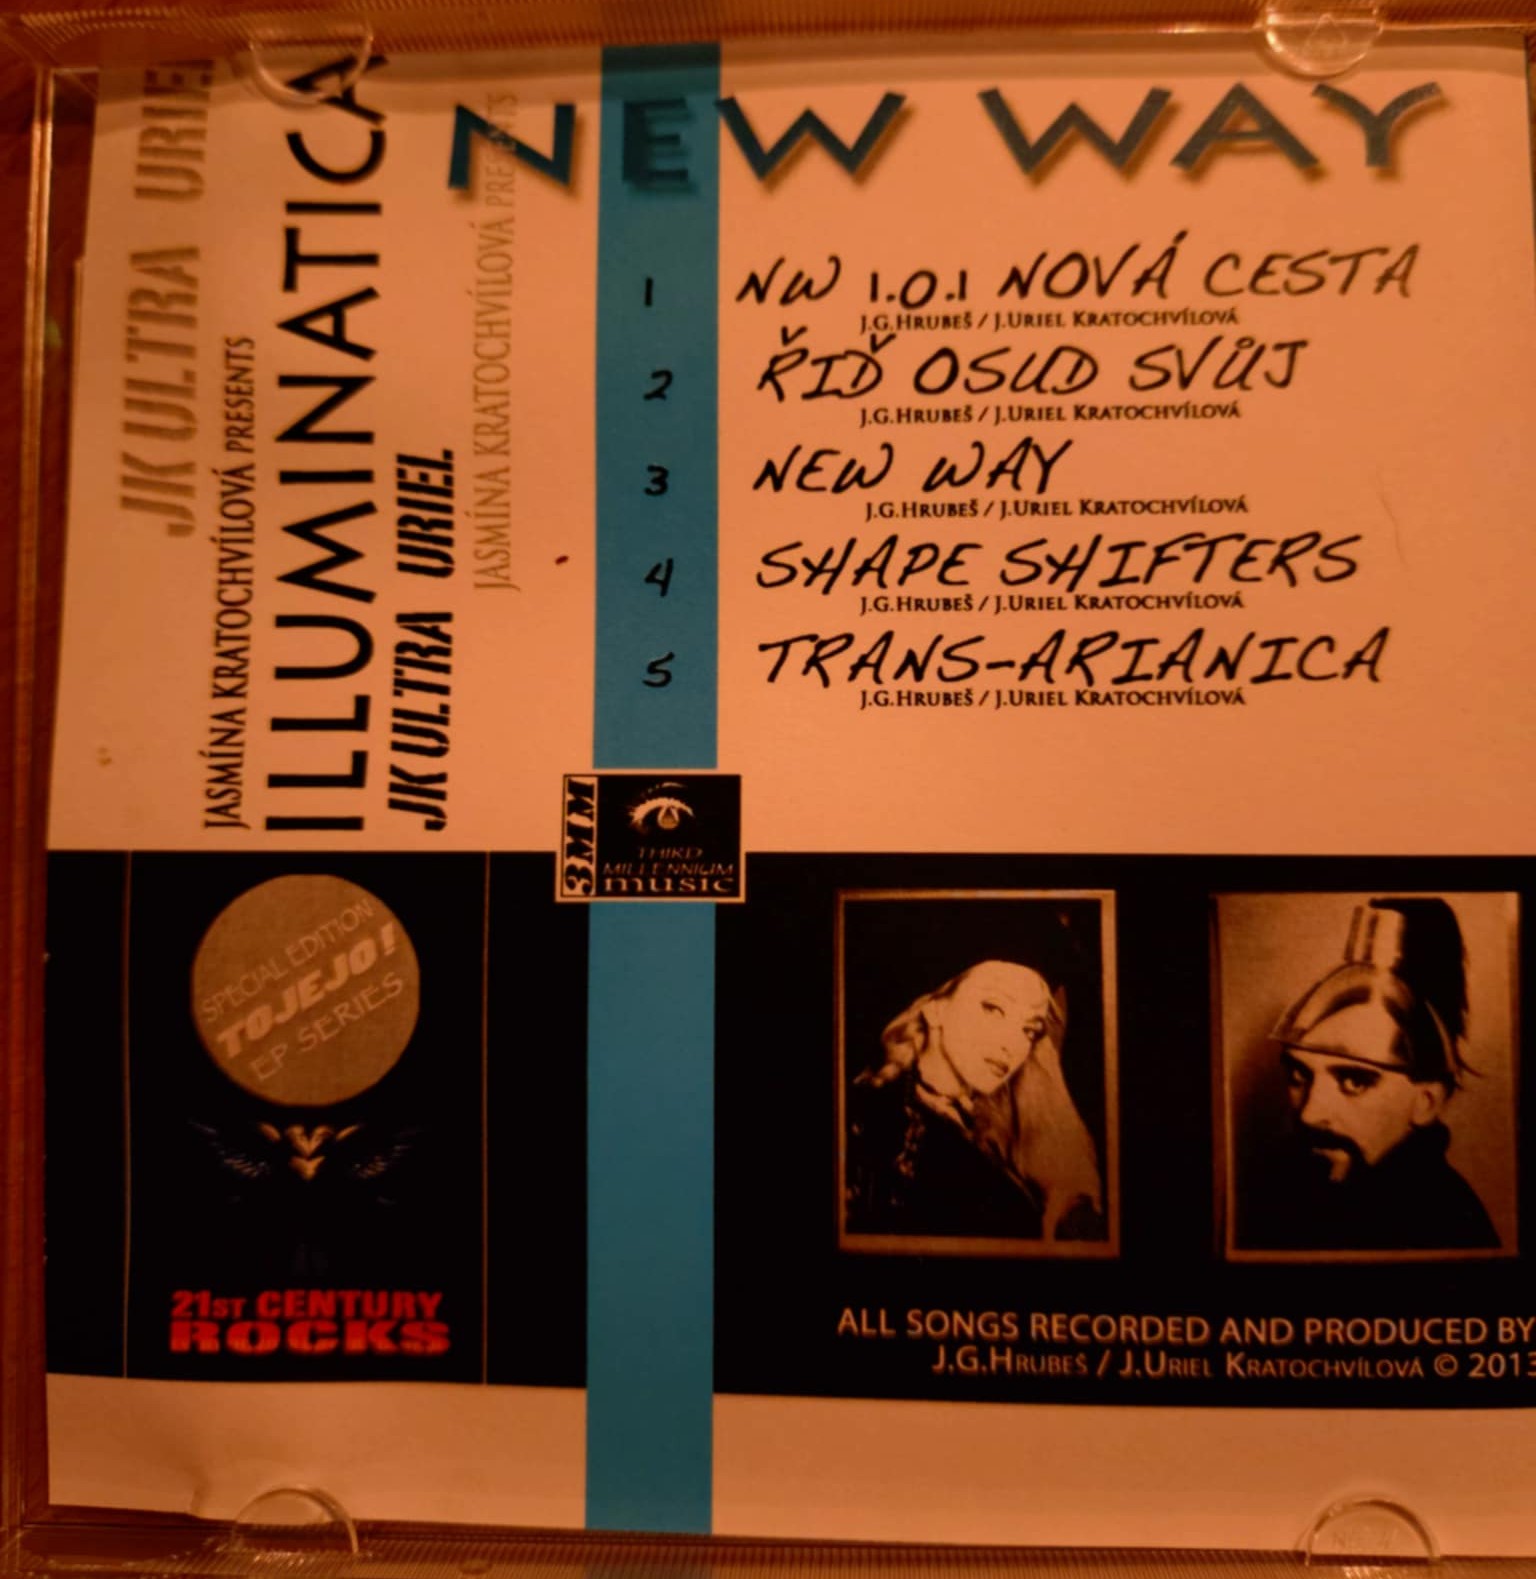 JK ULTRA URIEL
JASMÍNA KRATOCHVÍLOVÁ PRESENTS
ILLUMINATICA
JK ULTRA URIEL
JASMÍNA KRATOCHVÍLOVÁ PRESENTS
NEW WAY
1 NW 1.0.1 NOVÁ CESTA
J.G.HRUBEŠ / J.URIEL KRATOCHVÍLOVÁ
2 ŘIĎ OSUD SVŮJ
J.G.HRUBEŠ / J.URIEL KRATOCHVÍLOVÁ
3 NEW WAY
J.G.HRUBEŠ / J.URIEL KRATOCHVÍLOVÁ
4 SHAPE SHIFTERS
J.G.HRUBEŠ / J.URIEL KRATOCHVÍLOVÁ
5 TRANS-ARIANICA
J.G.HRUBEŠ / J.URIEL KRATOCHVÍLOVÁ
3MM
THIRD
MILLENNIUM
music
SPECIAL EDITION
TOJEJO!
EP SERIES
21ST CENTURY
ROCKS
ALL SONGS RECORDED AND PRODUCED BY
J.G.HRUBEŠ / J.URIEL KRATOCHVÍLOVÁ © 2013